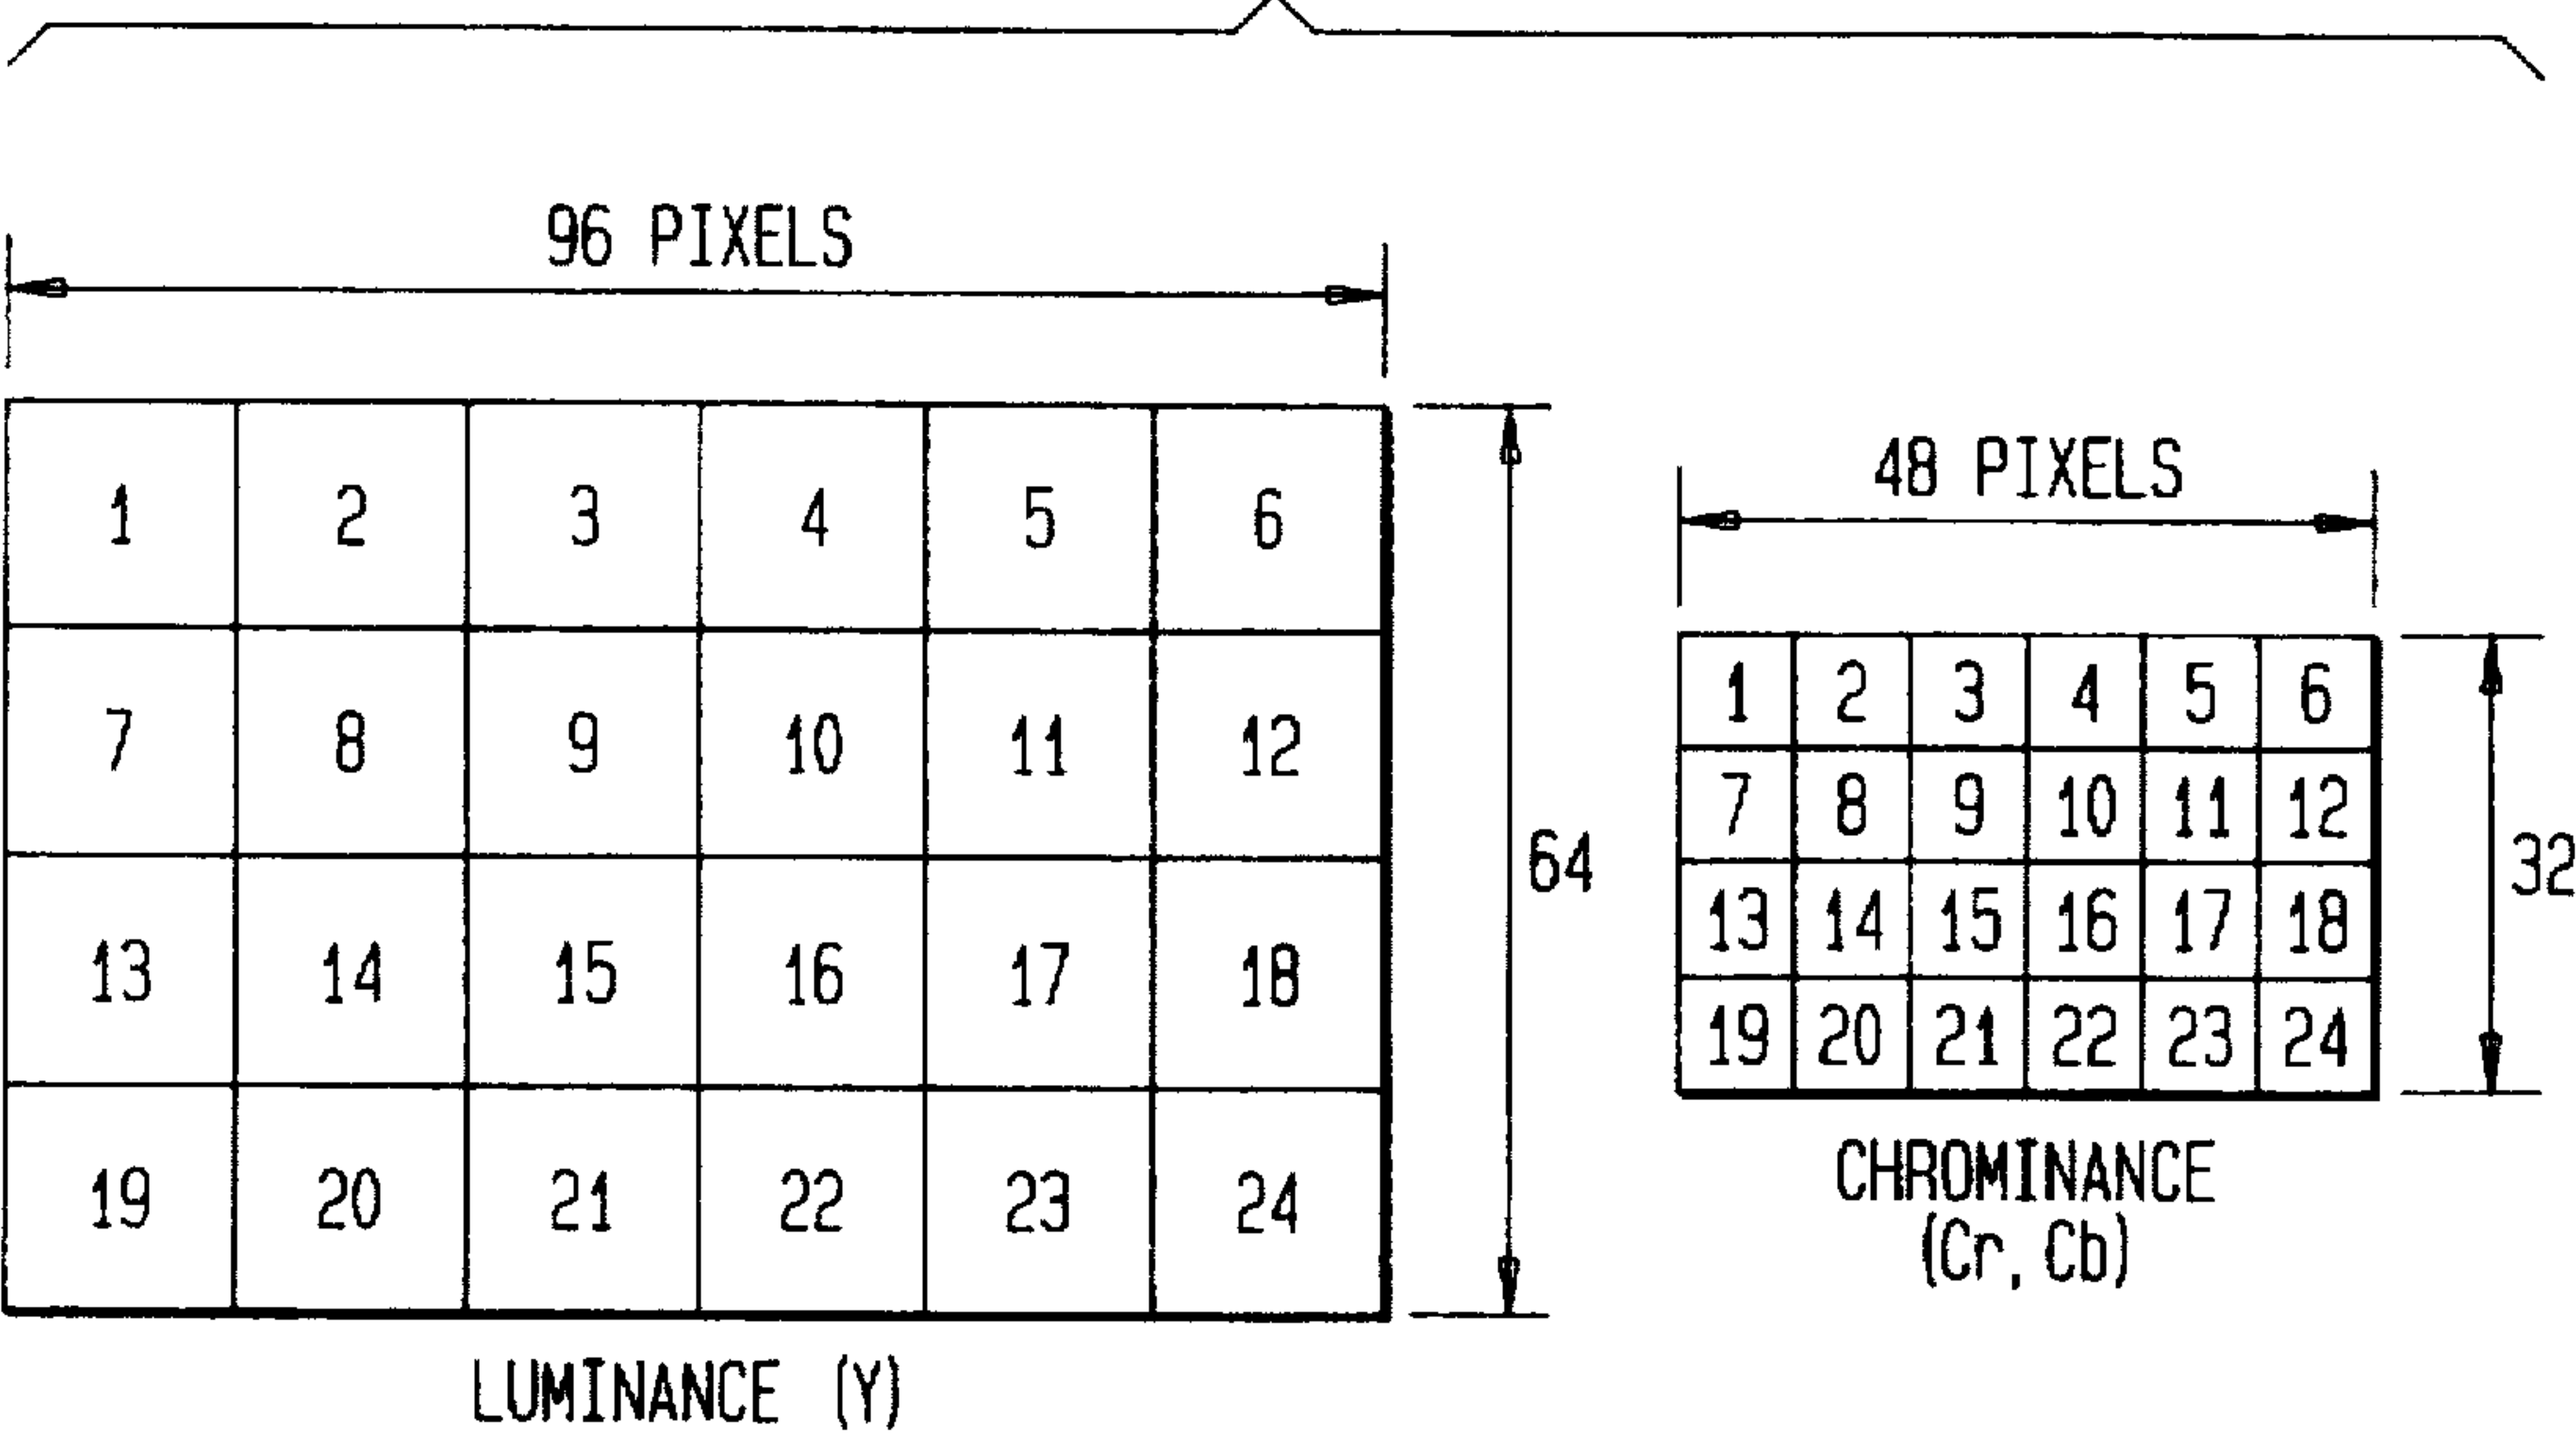 96 PIXELS
1 2 3 4 5 6
7 8 9 10 11 12
13 14 15 16 17 18
19 20 21 22 23 24
64
LUMINANCE (Y)
48 PIXELS
1 2 3 4 5 6
7 8 9 10 11 12
13 14 15 16 17 18
19 20 21 22 23 24
32
CHROMINANCE
(Cr, Cb)